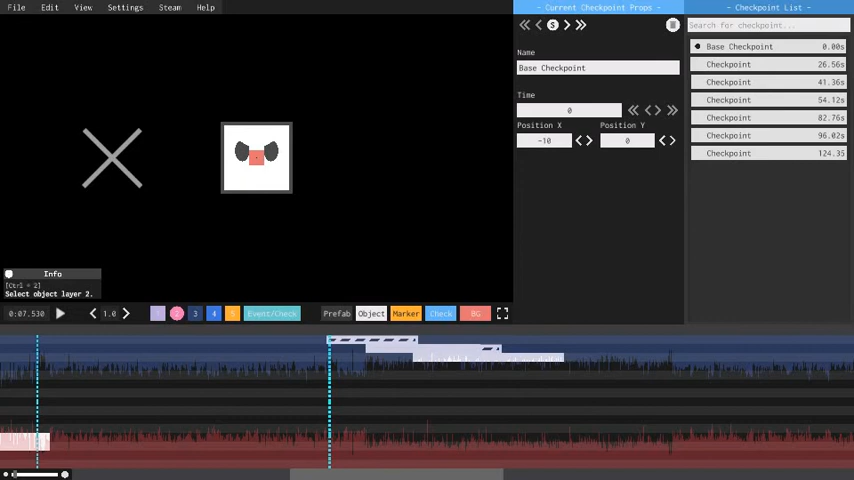 File Edit View Settings Steam Help
- Current Checkpoint Props -
S
Name
Base Checkpoint
Time
0
Position X
Position Y
-10
0
- Checkpoint List -
Search for checkpoint...
Base Checkpoint 0.00s
Checkpoint 26.56s
Checkpoint 41.36s
Checkpoint 54.12s
Checkpoint 82.76s
Checkpoint 96.02s
Checkpoint 124.35
Info
[Ctrl + 2]
Select object layer 2.
0:07.530
1.0
1 2 3 4 5
Event/Check
Prefab Object Marker Check BG